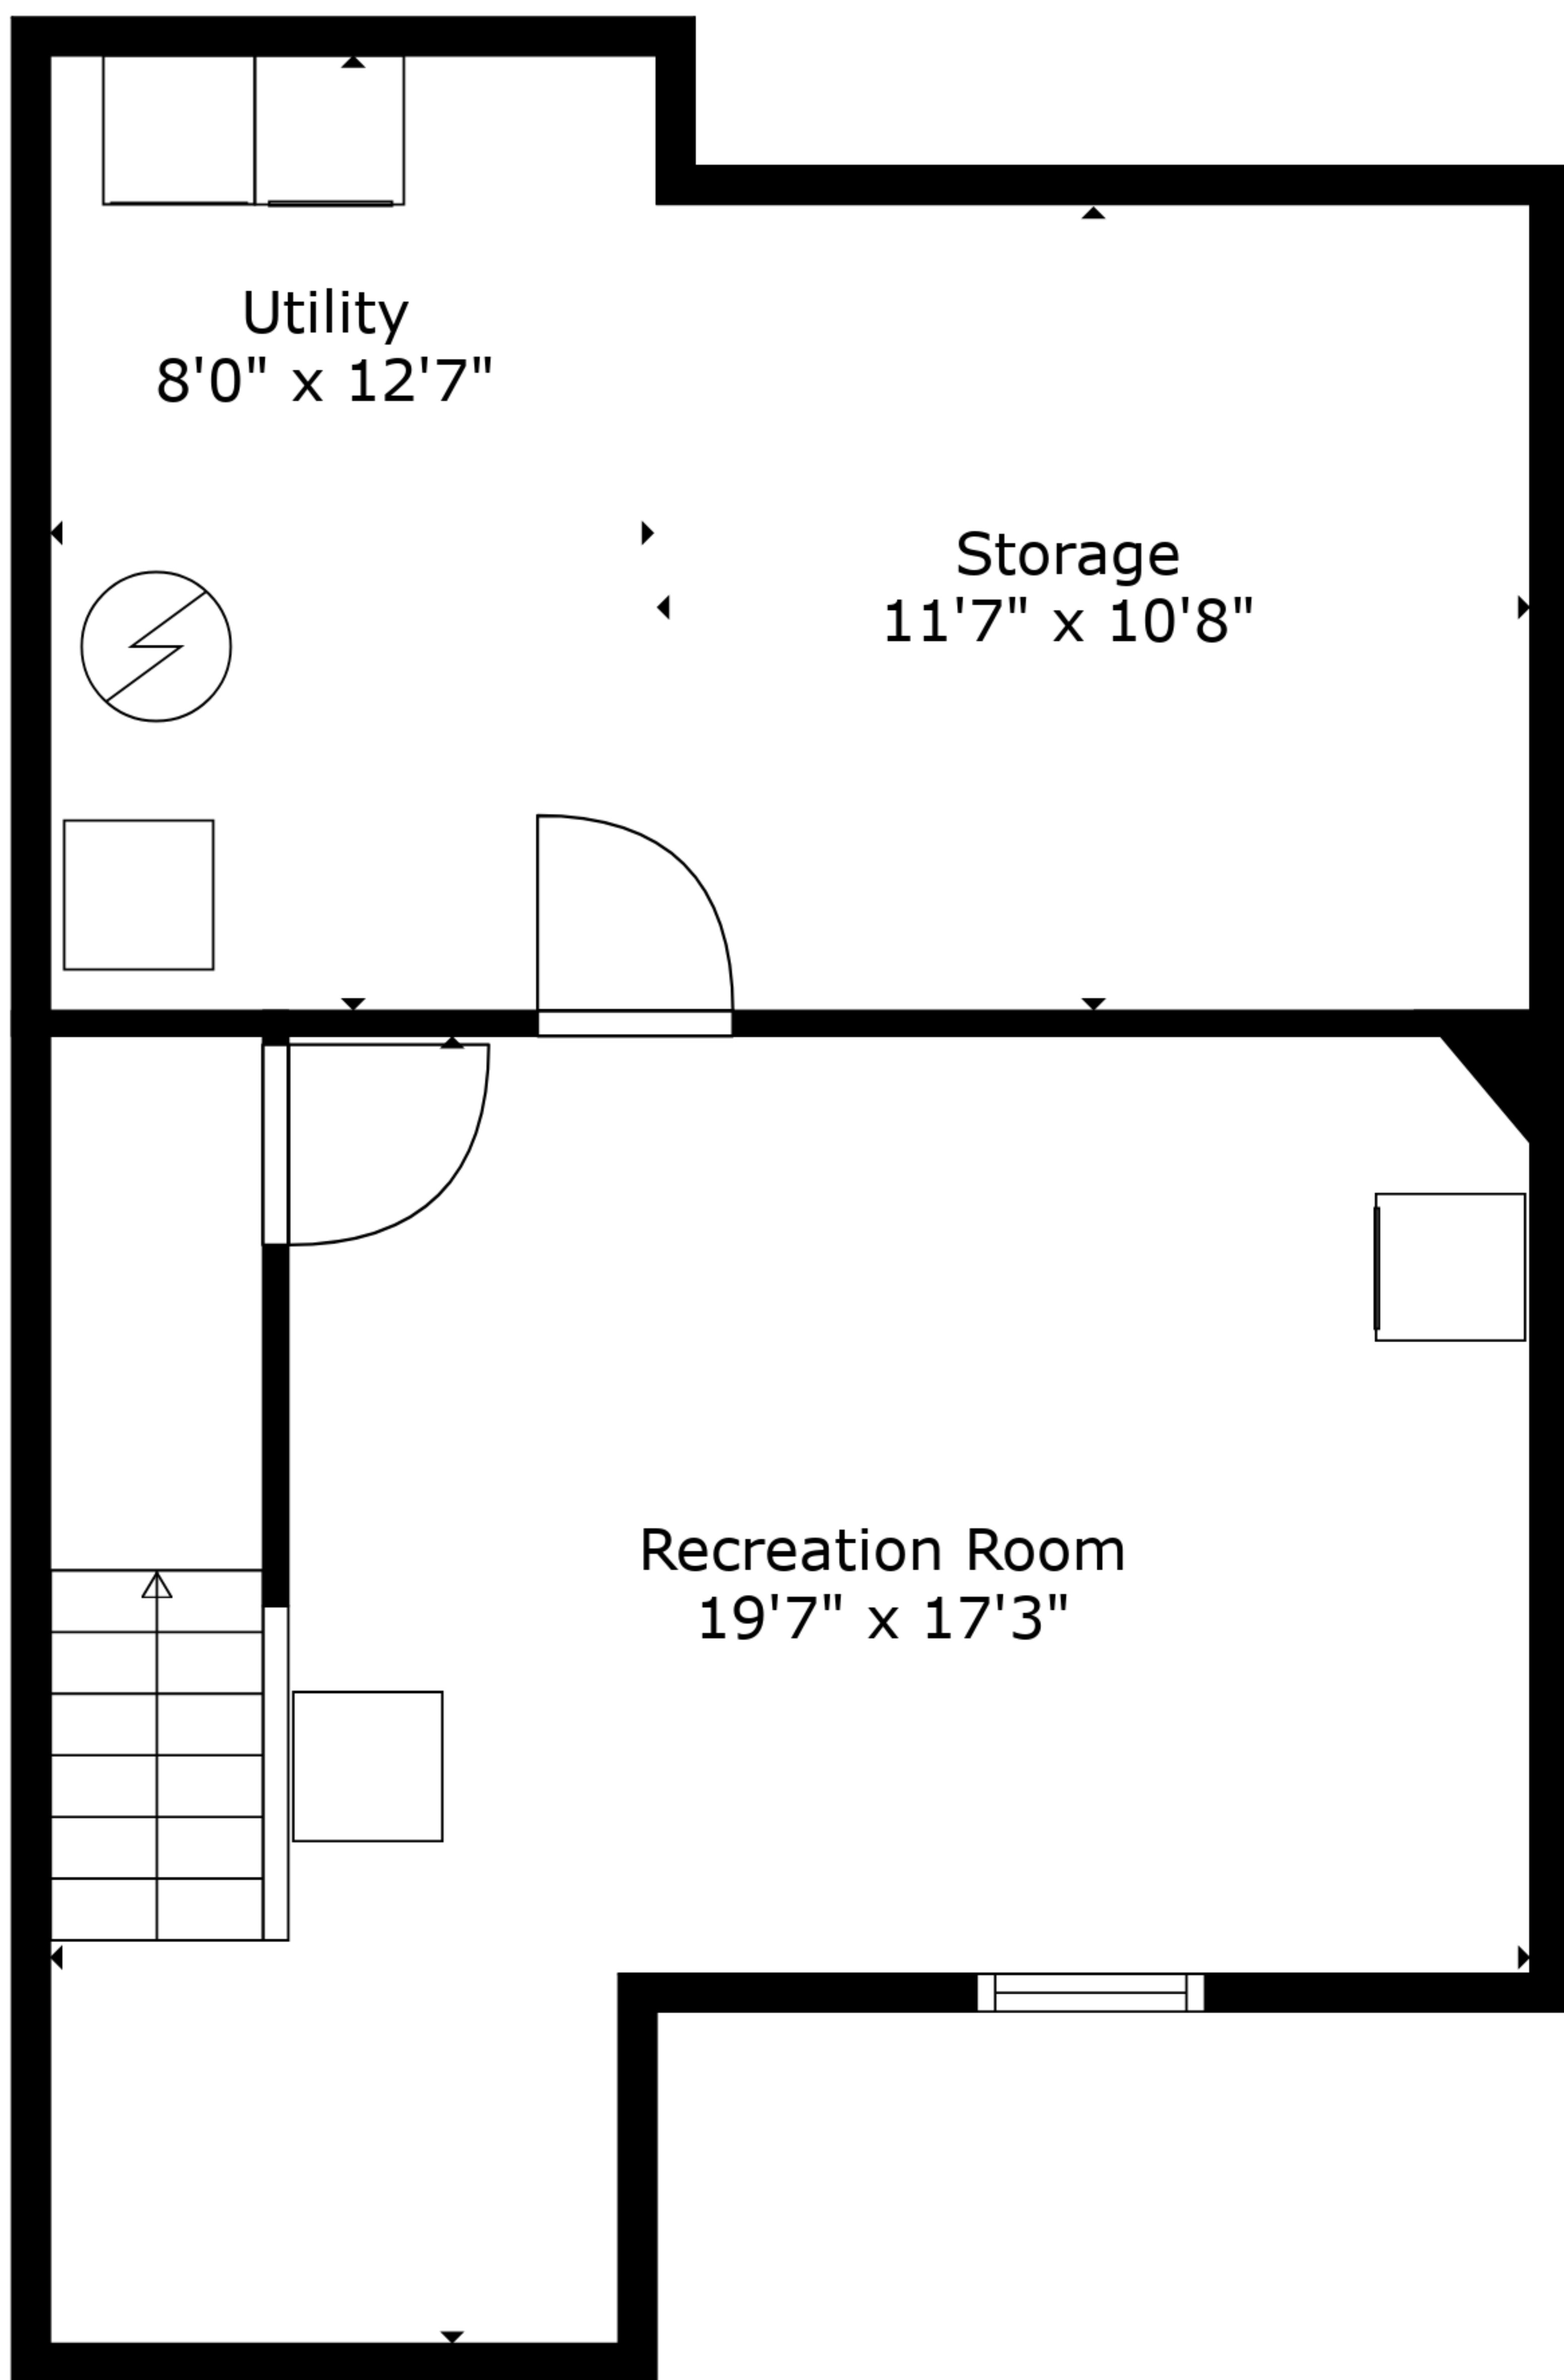 Utility
8'0" x 12'7"
Storage
11'7" x 10'8"
Recreation Room
19'7" x 17'3"